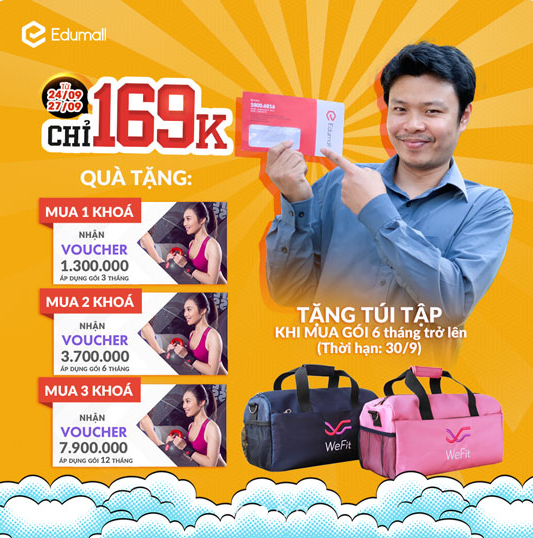 Edumall
TỪ
24/09
27/09
CHỈ 169K
QUÀ TẶNG:
MUA 1 KHOÁ
NHẬN
VOUCHER
1.300.000
ÁP DỤNG GÓI 3 THÁNG
MUA 2 KHOÁ
NHẬN
VOUCHER
3.700.000
ÁP DỤNG GÓI 6 THÁNG
MUA 3 KHOÁ
NHẬN
VOUCHER
7.900.000
ÁP DỤNG GÓI 12 THÁNG
Edumall
TẶNG TÚI TẬP
KHI MUA GÓI 6 tháng trở lên
(Thời hạn: 30/9)
WeFit
WeFit